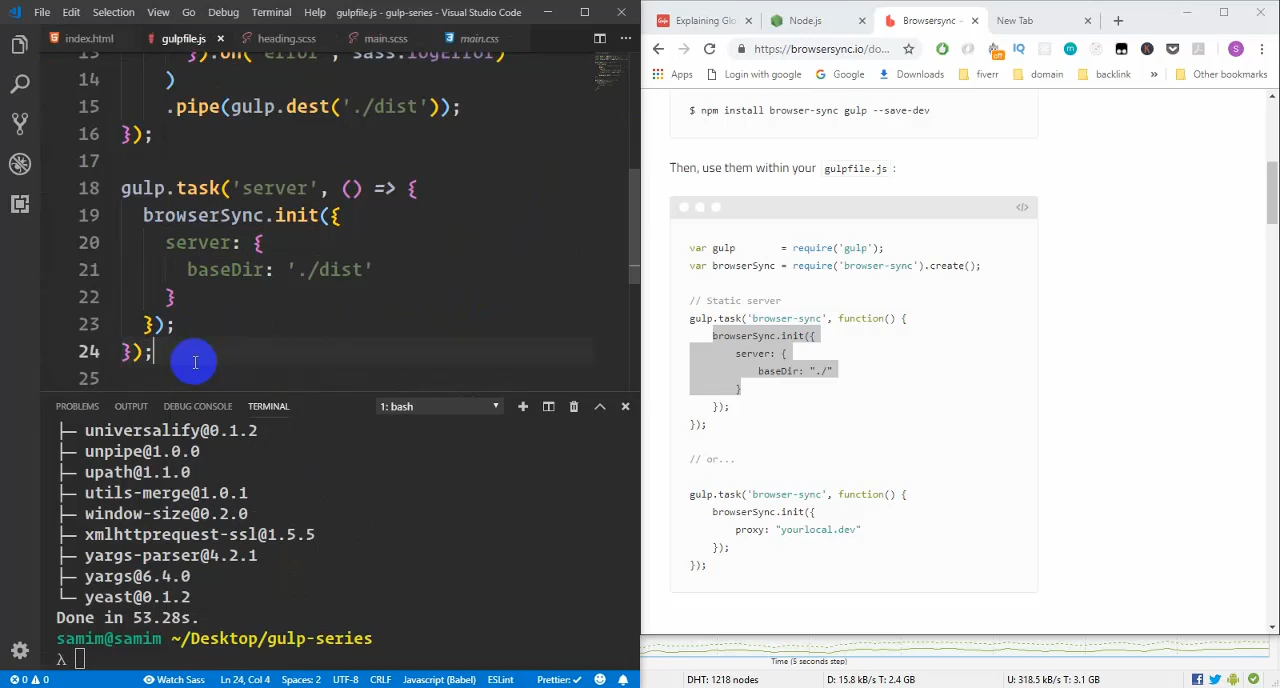 File Edit Selection View Go Debug Terminal Help gulpfile.js - gulp-series - Visual Studio Code
index.html gulpfile.js heading.scss main.scss main.css
13 }).on('error', sass.logError)
14 )
15 .pipe(gulp.dest('./dist'));
16 });
17
18 gulp.task('server', () => {
19 browserSync.init({
20 server: {
21 baseDir: './dist'
22 }
23 });
24 });
25
PROBLEMS OUTPUT DEBUG CONSOLE TERMINAL 1: bash
├─ universalify@0.1.2
├─ unpipe@1.0.0
├─ upath@1.1.0
├─ utils-merge@1.0.1
├─ window-size@0.2.0
├─ xmlhttprequest-ssl@1.5.5
├─ yargs-parser@4.2.1
├─ yargs@6.4.0
└─ yeast@0.1.2
Done in 53.28s.
samim@samim ~/Desktop/gulp-series
λ
0 0 Watch Sass Ln 24, Col 4 Spaces: 2 UTF-8 CRLF Javascript (Babel) ESLint Prettier: ✓
Explaining Glo Node.js Browsersync - New Tab
https://browsersync.io/do...
off IQ m K S
Apps Login with google Google Downloads fiverr domain backlink » Other bookmarks
$ npm install browser-sync gulp --save-dev
Then, use them within your gulpfile.js :
</>
var gulp = require('gulp');
var browserSync = require('browser-sync').create();
// Static server
gulp.task('browser-sync', function() {
browserSync.init({
server: {
baseDir: "./"
}
});
});
// or...
gulp.task('browser-sync', function() {
browserSync.init({
proxy: "yourlocal.dev"
});
});
Time (5 seconds step)
DHT: 1218 nodes D: 15.8 kB/s T: 2.4 GB U: 318.5 kB/s T: 3.1 GB